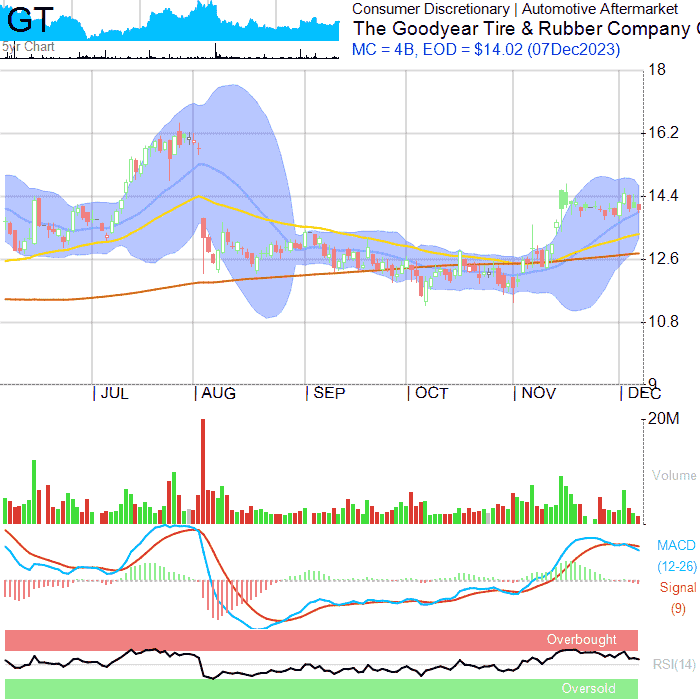 GT
5yr Chart
Consumer Discretionary | Automotive Aftermarket
The Goodyear Tire & Rubber Company
MC = 4B, EOD = $14.02 (07Dec2023)
18
16.2
14.4
12.6
10.8
9
JUL AUG SEP OCT NOV DEC
20M
Volume
MACD
(12-26)
Signal
(9)
Overbought
RSI(14)
Oversold